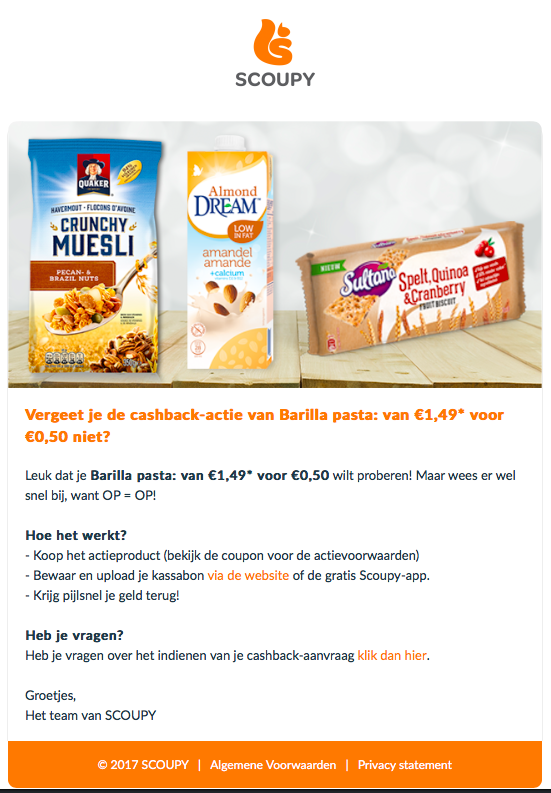 SCOUPY
QUAKER
HAVERMOUT • FLOCONS D'AVOINE
CRUNCHY
MUESLI
PECAN- &
BRAZIL NUTS
Almond
DREAM™
LOW
IN FAT
amandel
amande
+calcium
NIEUW
Sultana
Spelt, Quinoa
& Cranberry
FRUIT BISCUIT
Vergeet je de cashback-actie van Barilla pasta: van €1,49* voor
€0,50 niet?
Leuk dat je Barilla pasta: van €1,49* voor €0,50 wilt proberen! Maar wees er wel
snel bij, want OP = OP!
Hoe het werkt?
- Koop het actieproduct (bekijk de coupon voor de actievoorwaarden)
- Bewaar en upload je kassabon via de website of de gratis Scoupy-app.
- Krijg pijlsnel je geld terug!
Heb je vragen?
Heb je vragen over het indienen van je cashback-aanvraag klik dan hier.
Groetjes,
Het team van SCOUPY
© 2017 SCOUPY | Algemene Voorwaarden | Privacy statement